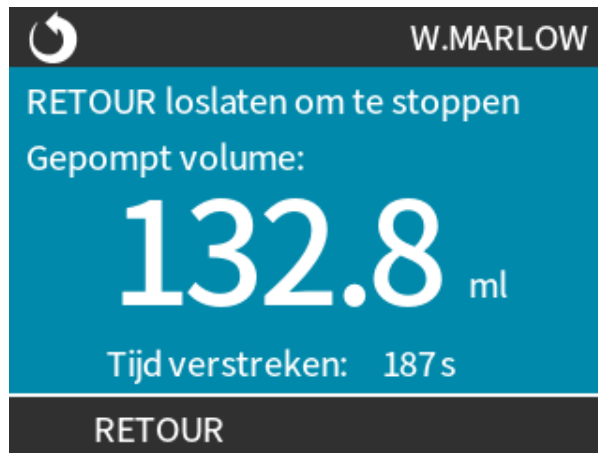 W.MARLOW
RETOUR loslaten om te stoppen
Gepompt volume:
132.8 ml
Tijd verstreken: 187 s
RETOUR